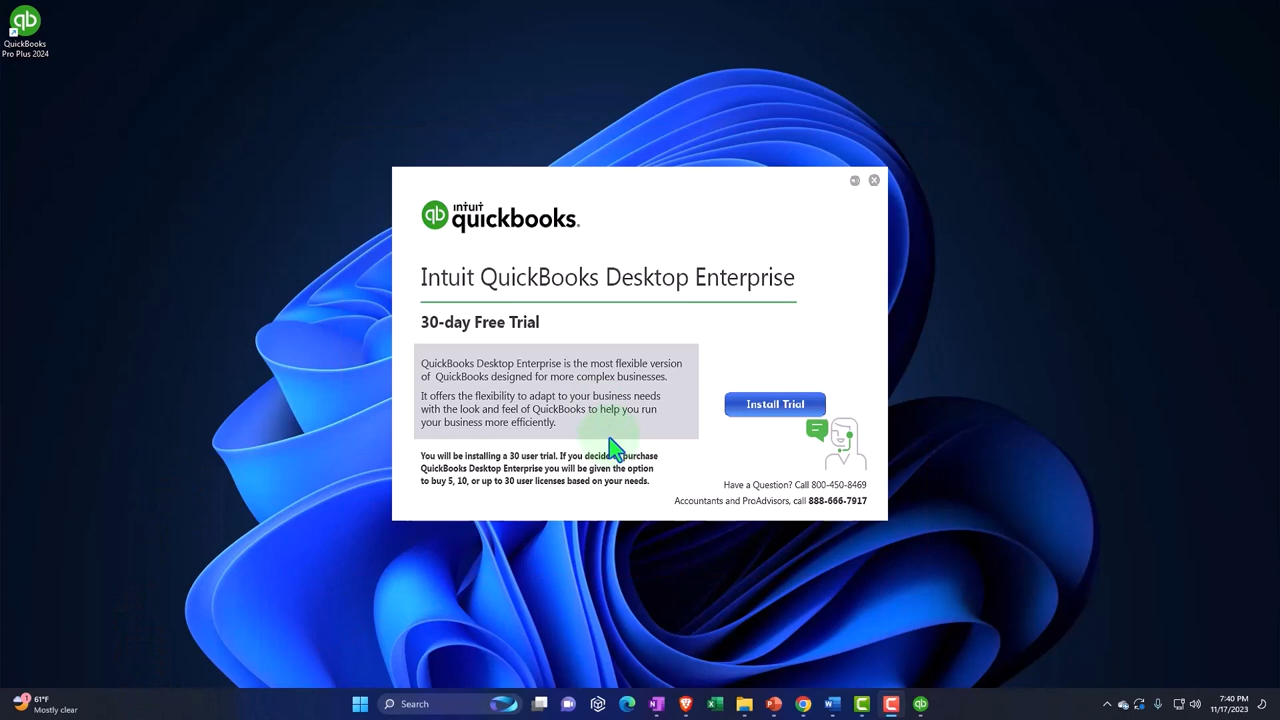 qb
QuickBooks
Pro Plus 2024
qb
intuit
quickbooks.
Intuit QuickBooks Desktop Enterprise
30-day Free Trial
QuickBooks Desktop Enterprise is the most flexible version
of QuickBooks designed for more complex businesses.
It offers the flexibility to adapt to your business needs
with the look and feel of QuickBooks to help you run
your business more efficiently.
Install Trial
You will be installing a 30 user trial. If you decide purchase
QuickBooks Desktop Enterprise you will be given the option
to buy 5, 10, or up to 30 user licenses based on your needs.
Have a Question? Call 800-450-8469
Accountants and ProAdvisors, call 888-666-7917
1
61°F
Mostly clear
Search
7:40 PM
11/17/2023